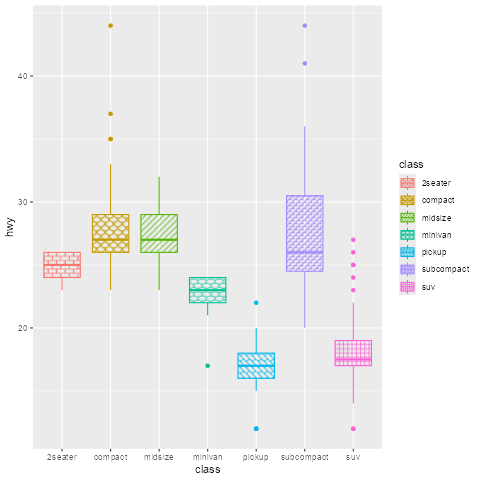 40
30
20
hwy
2seater compact midsize minivan pickup subcompact suv
class
class
2seater
compact
midsize
minivan
pickup
subcompact
suv